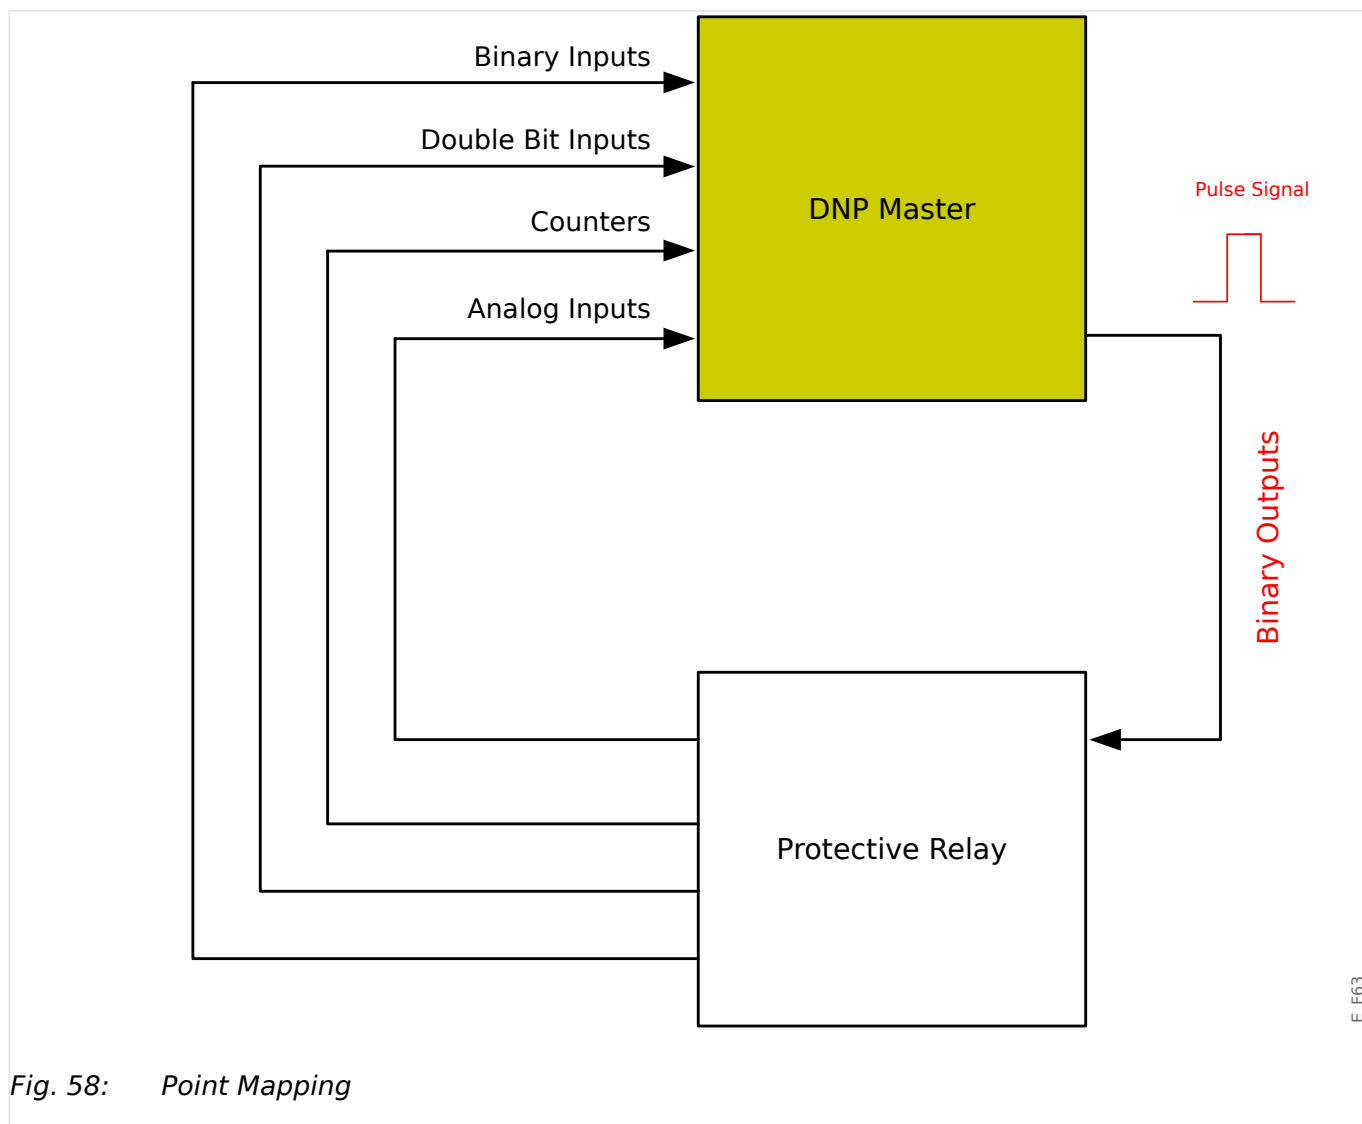 Binary Inputs
Double Bit Inputs
Counters
Analog Inputs
DNP Master
Pulse Signal
Binary Outputs
Protective Relay
Fig. 58: Point Mapping